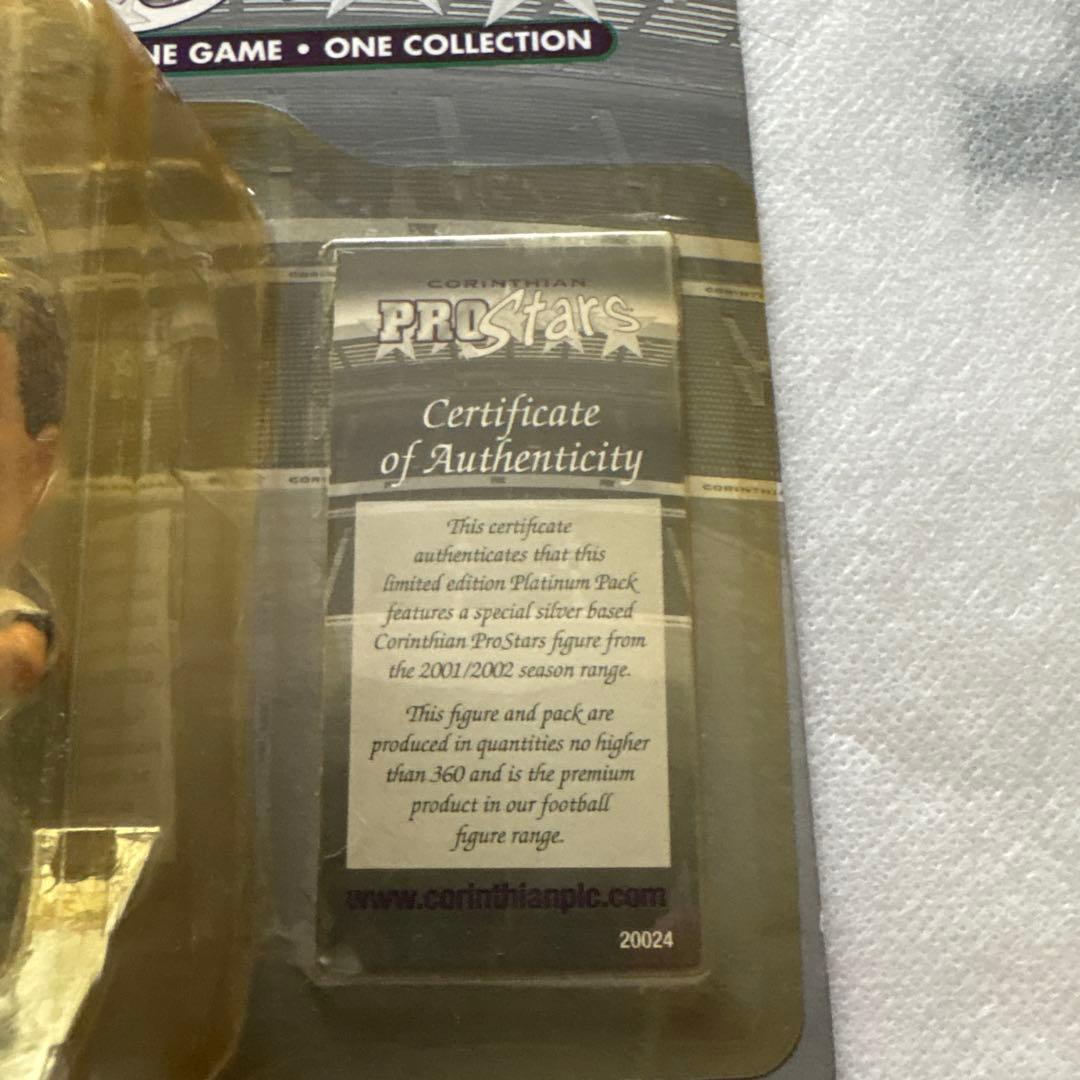 NE GAME • ONE COLLECTION
CORINTHIAN
PROStars
Certificate
of Authenticity
This certificate
authenticates that this
limited edition Platinum Pack
features a special silver based
Corinthian ProStars figure from
the 2001/2002 season range.
This figure and pack are
produced in quantities no higher
than 360 and is the premium
product in our football
figure range.
www.corinthianplc.com
20024